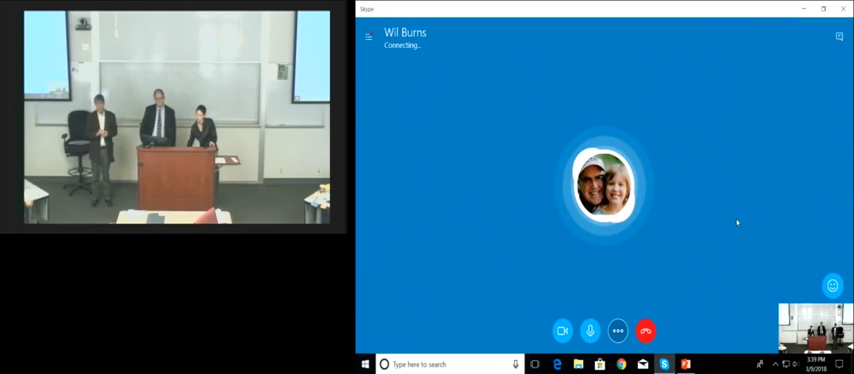 Skype
Wil Burns
Connecting...
Type here to search
3:39 PM
3/9/2018